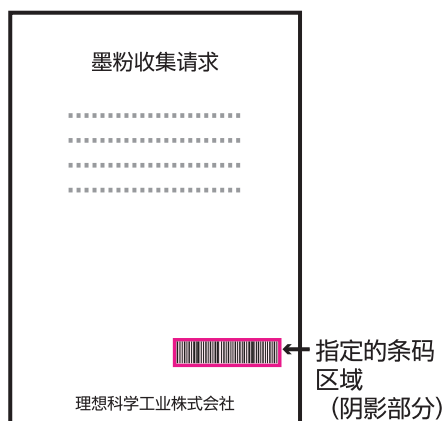 墨粉收集请求
指定的条码
区域
（阴影部分）
理想科学工业株式会社